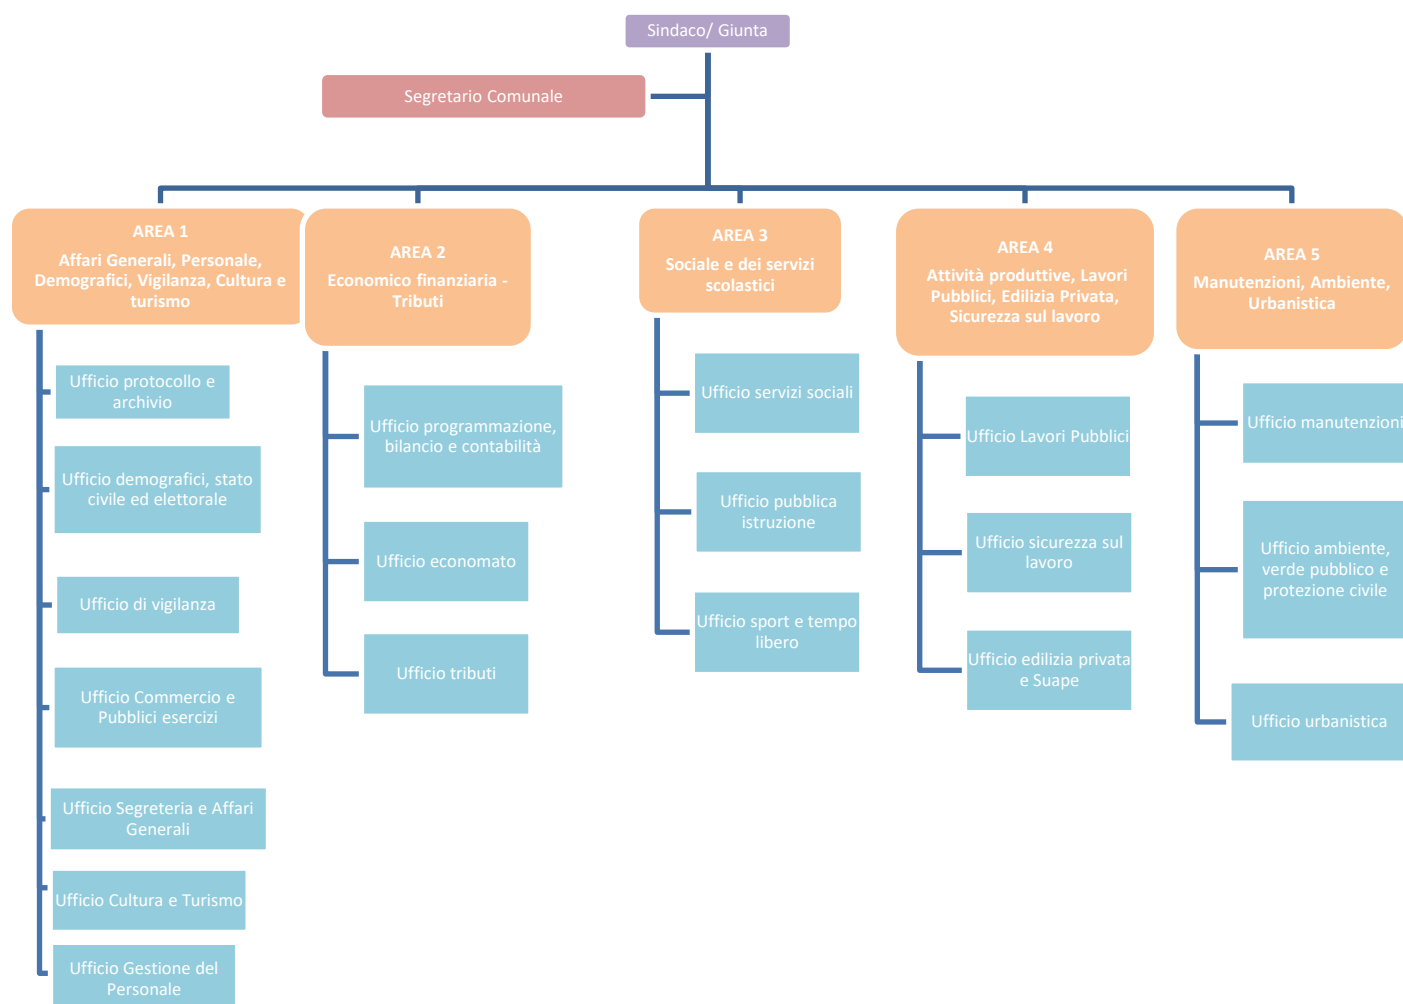 Sindaco/ Giunta
Segretario Comunale
AREA 1
Affari Generali, Personale,
Demografici, Vigilanza, Cultura e
turismo
Ufficio protocollo e
archivio
Ufficio demografici, stato
civile ed elettorale
Ufficio di vigilanza
Ufficio Commercio e
Pubblici esercizi
Ufficio Segreteria e Affari
Generali
Ufficio Cultura e Turismo
Ufficio Gestione del
Personale
AREA 2
Economico finanziaria -
Tributi
Ufficio programmazione,
bilancio e contabilità
Ufficio economato
Ufficio tributi
AREA 3
Sociale e dei servizi
scolastici
Ufficio servizi sociali
Ufficio pubblica
istruzione
Ufficio sport e tempo
libero
AREA 4
Attività produttive, Lavori
Pubblici, Edilizia Privata,
Sicurezza sul lavoro
Ufficio Lavori Pubblici
Ufficio sicurezza sul
lavoro
Ufficio edilizia privata
e Suape
AREA 5
Manutenzioni, Ambiente,
Urbanistica
Ufficio manutenzioni
Ufficio ambiente,
verde pubblico e
protezione civile
Ufficio urbanistica